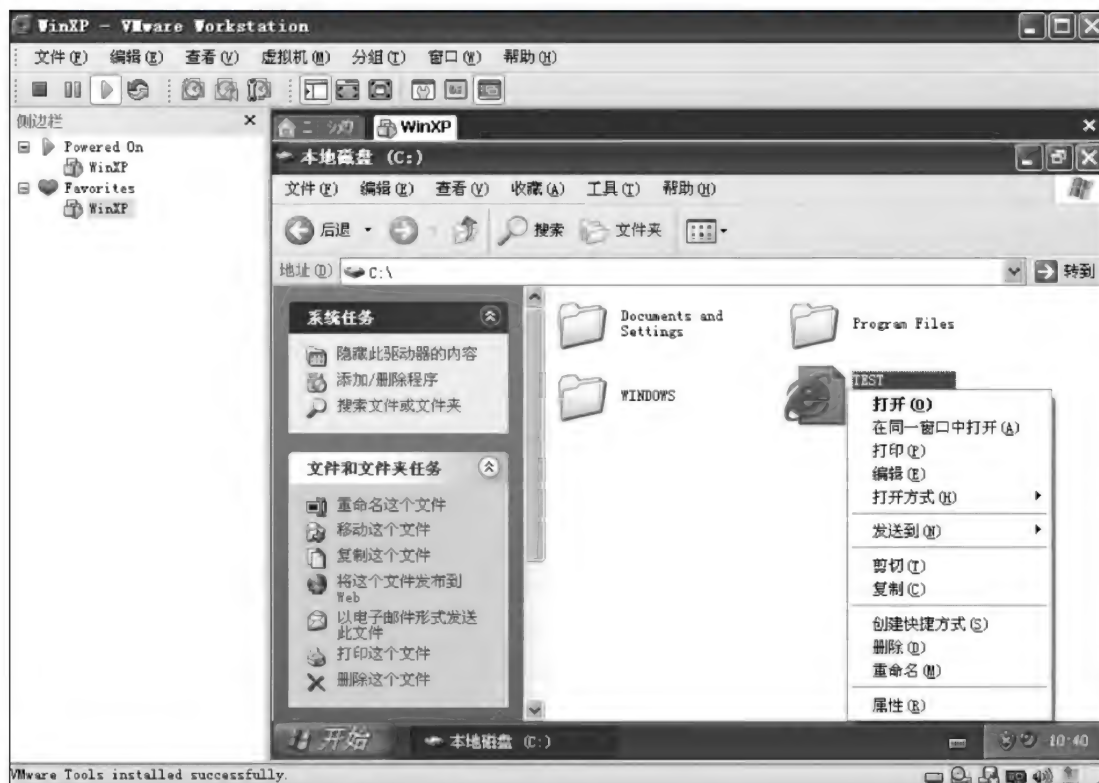 WinXP - VMware Workstation
文件(F) 编辑(E) 查看(V) 虚拟机(M) 分组(T) 窗口(W) 帮助(H)
侧边栏
Powered On
WinXP
Favorites
WinXP
WinXP
本地磁盘 (C:)
文件(F) 编辑(E) 查看(V) 收藏(A) 工具(T) 帮助(H)
后退 搜索 文件夹
地址(D) C:\ 转到
系统任务
隐藏此驱动器的内容
添加/删除程序
搜索文件或文件夹
文件和文件夹任务
重命名这个文件
移动这个文件
复制这个文件
将这个文件发布到
Web
以电子邮件形式发送
此文件
打印这个文件
删除这个文件
Documents and
Settings
Program Files
WINDOWS
TEST
打开(O)
在同一窗口中打开(A)
打印(P)
编辑(E)
打开方式(H)
发送到(N)
剪切(T)
复制(C)
创建快捷方式(S)
删除(D)
重命名(M)
属性(R)
开始 本地磁盘 (C:) 10:40
VMware Tools installed successfully.